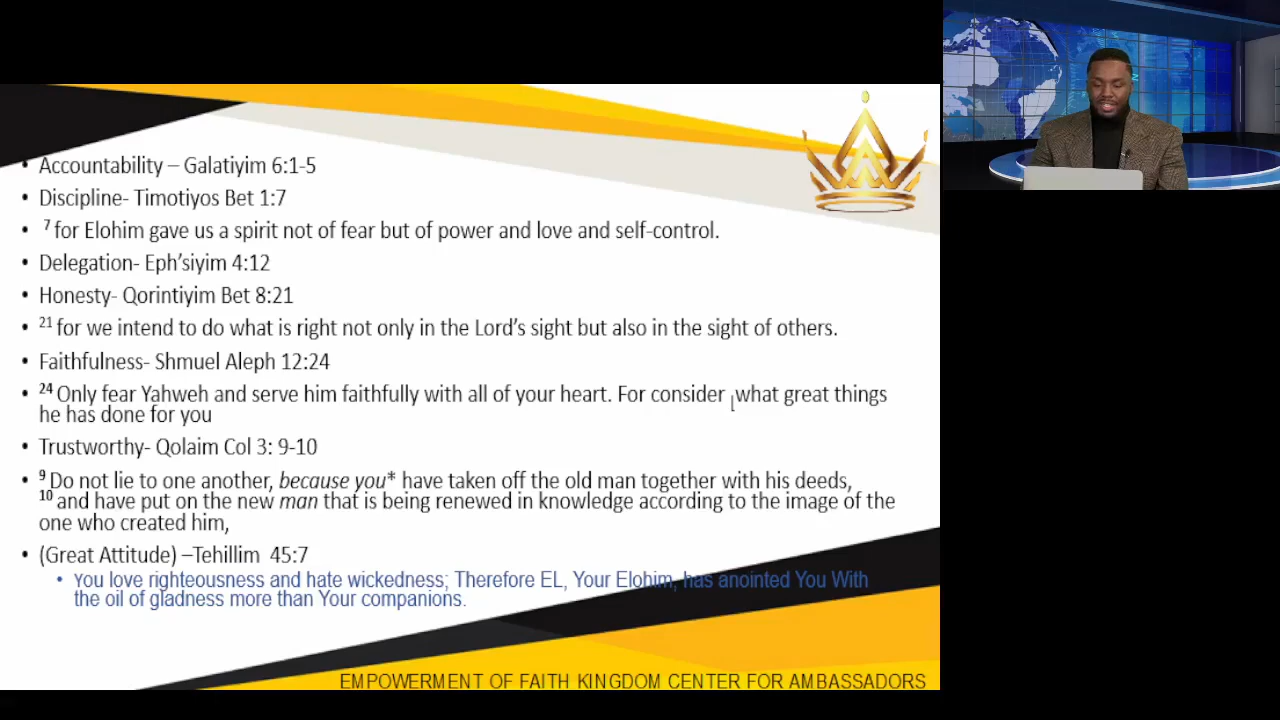 • Accountability – Galatiyim 6:1-5
• Discipline- Timotiyos Bet 1:7
• ⁷ for Elohim gave us a spirit not of fear but of power and love and self-control.
• Delegation- Eph’siyim 4:12
• Honesty- Qorintiyim Bet 8:21
• ²¹ for we intend to do what is right not only in the Lord’s sight but also in the sight of others.
• Faithfulness- Shmuel Aleph 12:24
• ²⁴ Only fear Yahweh and serve him faithfully with all of your heart. For consider ⌊what great things
he has done for you
• Trustworthy- Qolaim Col 3: 9-10
• ⁹ Do not lie to one another, because you* have taken off the old man together with his deeds,
¹⁰ and have put on the new man that is being renewed in knowledge according to the image of the
one who created him,
• (Great Attitude) –Tehillim 45:7
• You love righteousness and hate wickedness; Therefore EL, Your Elohim, has anointed You With
the oil of gladness more than Your companions.
EMPOWERMENT OF FAITH KINGDOM CENTER FOR AMBASSADORS